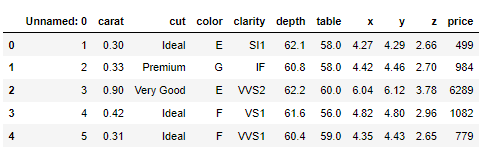 Unnamed: 0 carat cut color clarity depth table x y z price
0 1 0.30 Ideal E SI1 62.1 58.0 4.27 4.29 2.66 499
1 2 0.33 Premium G IF 60.8 58.0 4.42 4.46 2.70 984
2 3 0.90 Very Good E VVS2 62.2 60.0 6.04 6.12 3.78 6289
3 4 0.42 Ideal F VS1 61.6 56.0 4.82 4.80 2.96 1082
4 5 0.31 Ideal F VVS1 60.4 59.0 4.35 4.43 2.65 779